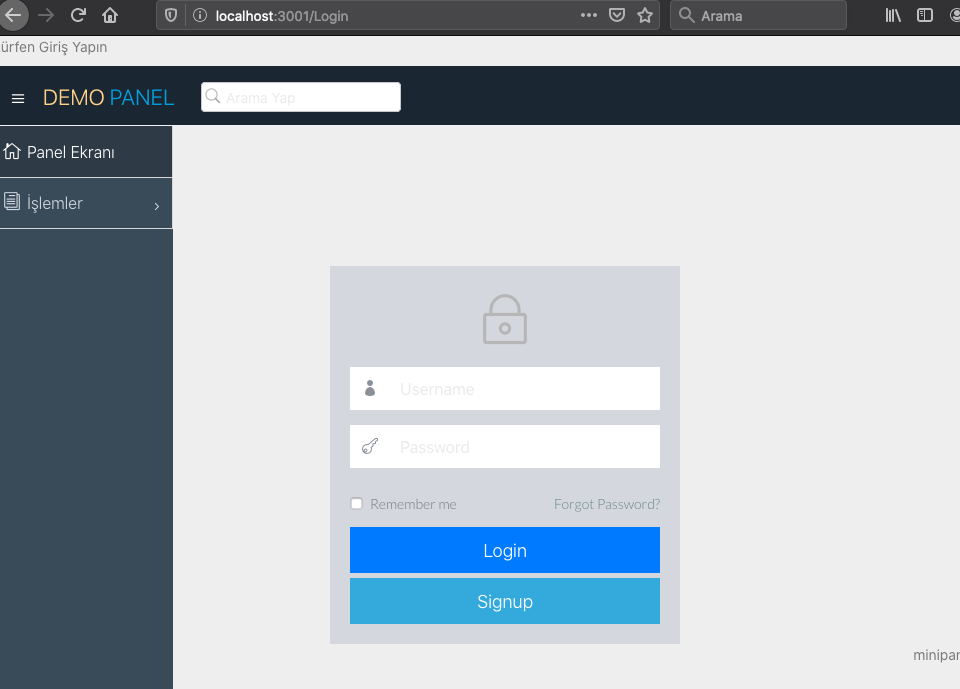 localhost:3001/Login
Arama
ürfen Giriş Yapın
DEMO PANEL
Arama Yap
Panel Ekranı
İşlemler
Username
Password
Remember me
Forgot Password?
Login
Signup
minipan